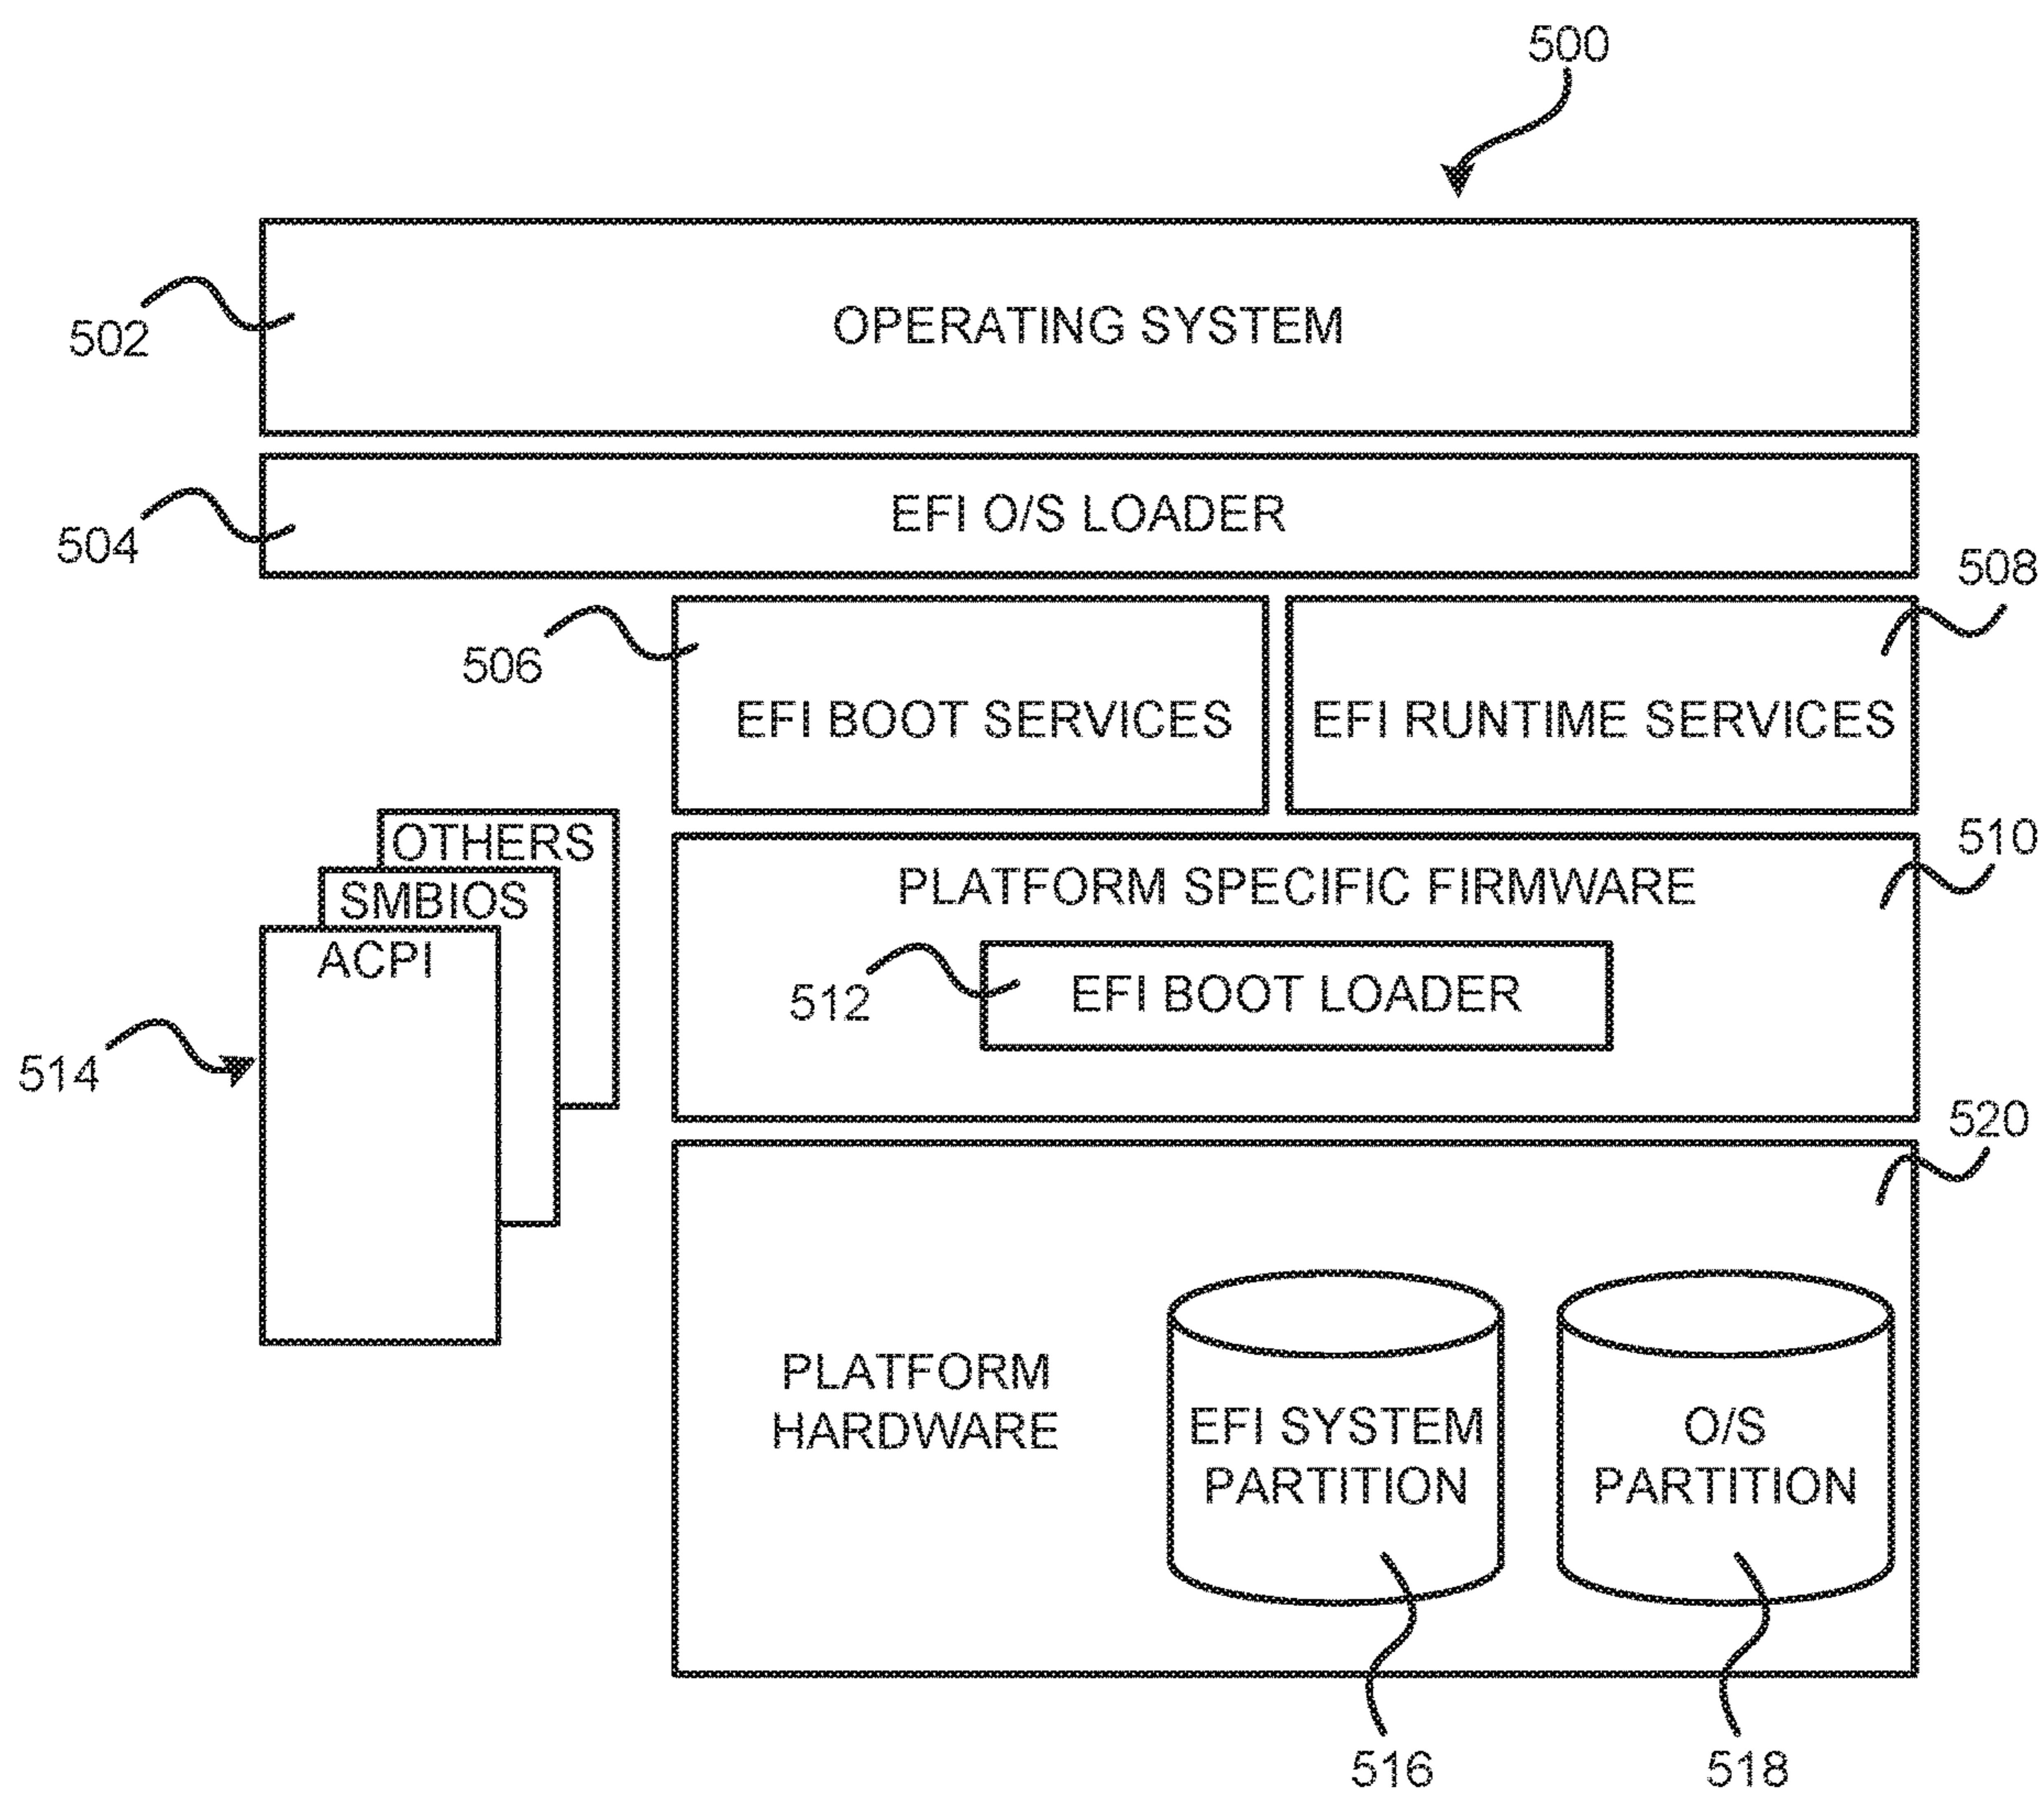 500
OPERATING SYSTEM
502
EFI O/S LOADER
504
508
506
EFI BOOT SERVICES
EFI RUNTIME SERVICES
OTHERS
SMBIOS
ACPI
514
510
PLATFORM SPECIFIC FIRMWARE
512
EFI BOOT LOADER
520
PLATFORM
HARDWARE
EFI SYSTEM
PARTITION
O/S
PARTITION
516
518